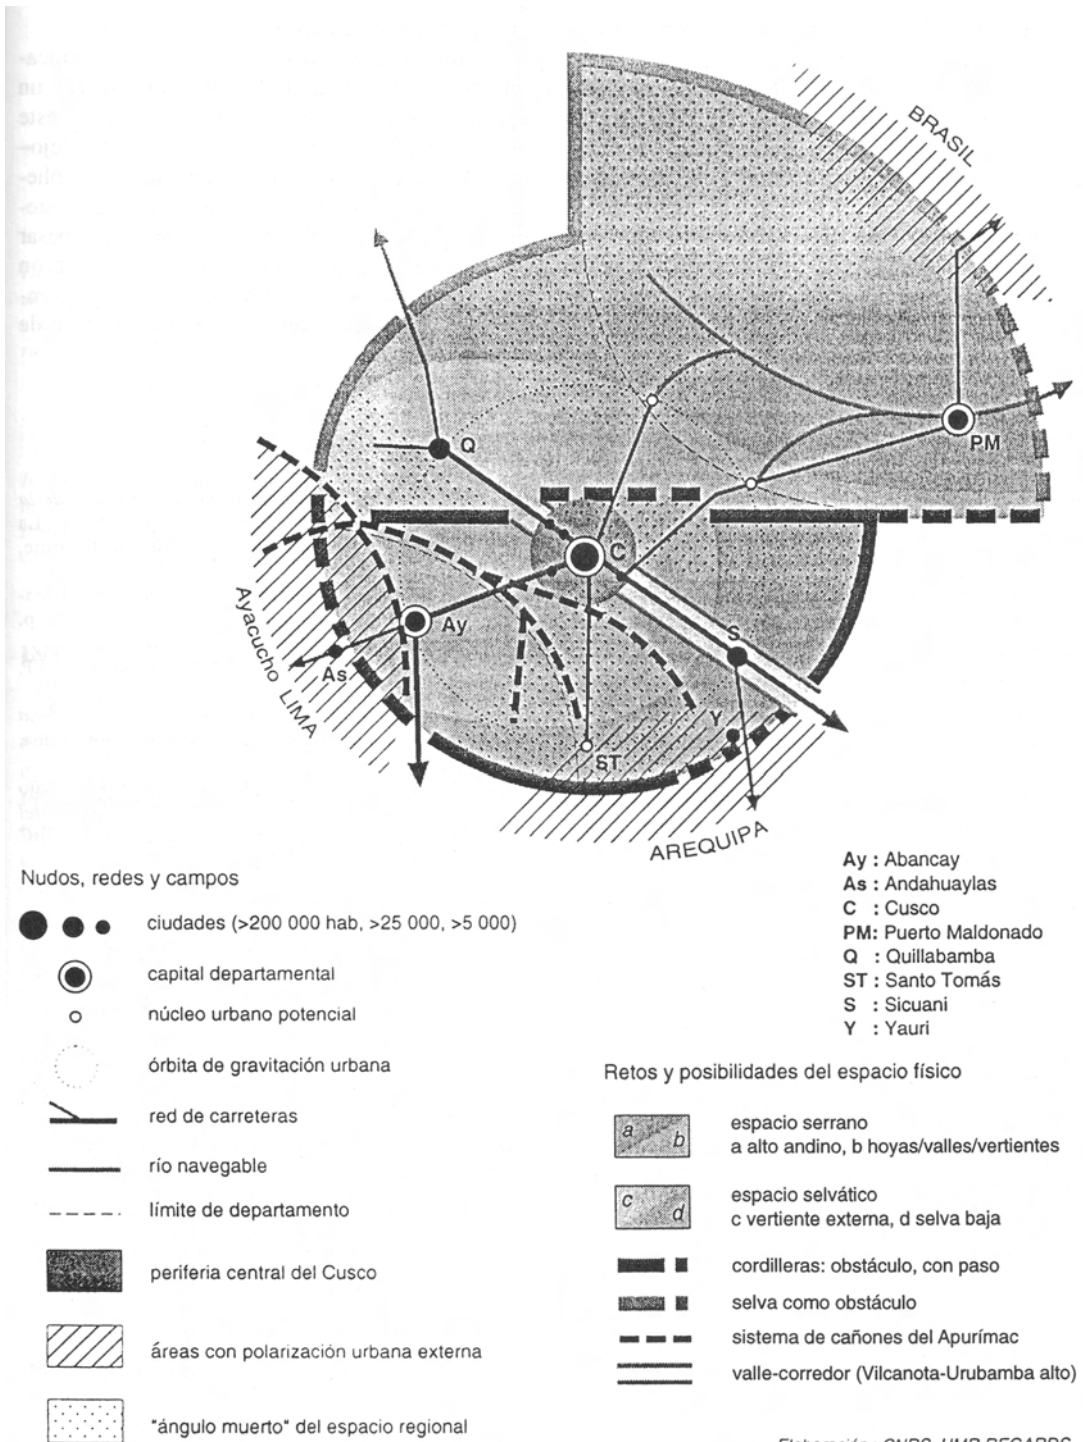 BRASIL
Q
PM
C
Ay
S
As
Y
ST
Ayacucho LIMA
AREQUIPA
Ay : Abancay
As : Andahuaylas
C : Cusco
PM: Puerto Maldonado
Q : Quillabamba
ST : Santo Tomás
S : Sicuani
Y : Yauri
Nudos, redes y campos
ciudades (>200 000 hab, >25 000, >5 000)
capital departamental
núcleo urbano potencial
órbita de gravitación urbana
red de carreteras
río navegable
límite de departamento
periferia central del Cusco
áreas con polarización urbana externa
"ángulo muerto" del espacio regional
Retos y posibilidades del espacio físico
a b
espacio serrano
a alto andino, b hoyas/valles/vertientes
c d
espacio selvático
c vertiente externa, d selva baja
cordilleras: obstáculo, con paso
selva como obstáculo
sistema de cañones del Apurímac
valle-corredor (Vilcanota-Urubamba alto)